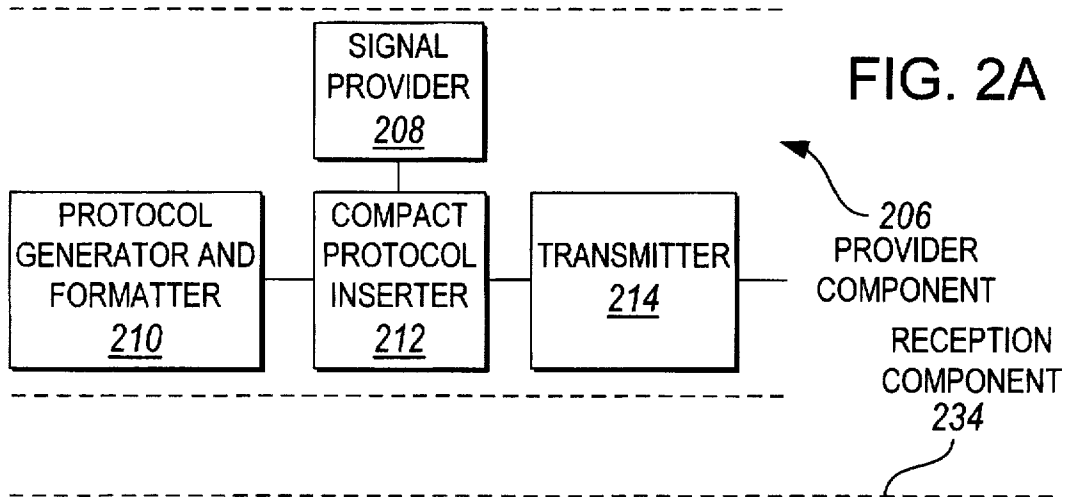 FIG. 2A
SIGNAL
PROVIDER
208
PROTOCOL
GENERATOR AND
FORMATTER
210
COMPACT
PROTOCOL
INSERTER
212
TRANSMITTER
214
206
PROVIDER
COMPONENT
RECEPTION
COMPONENT
234